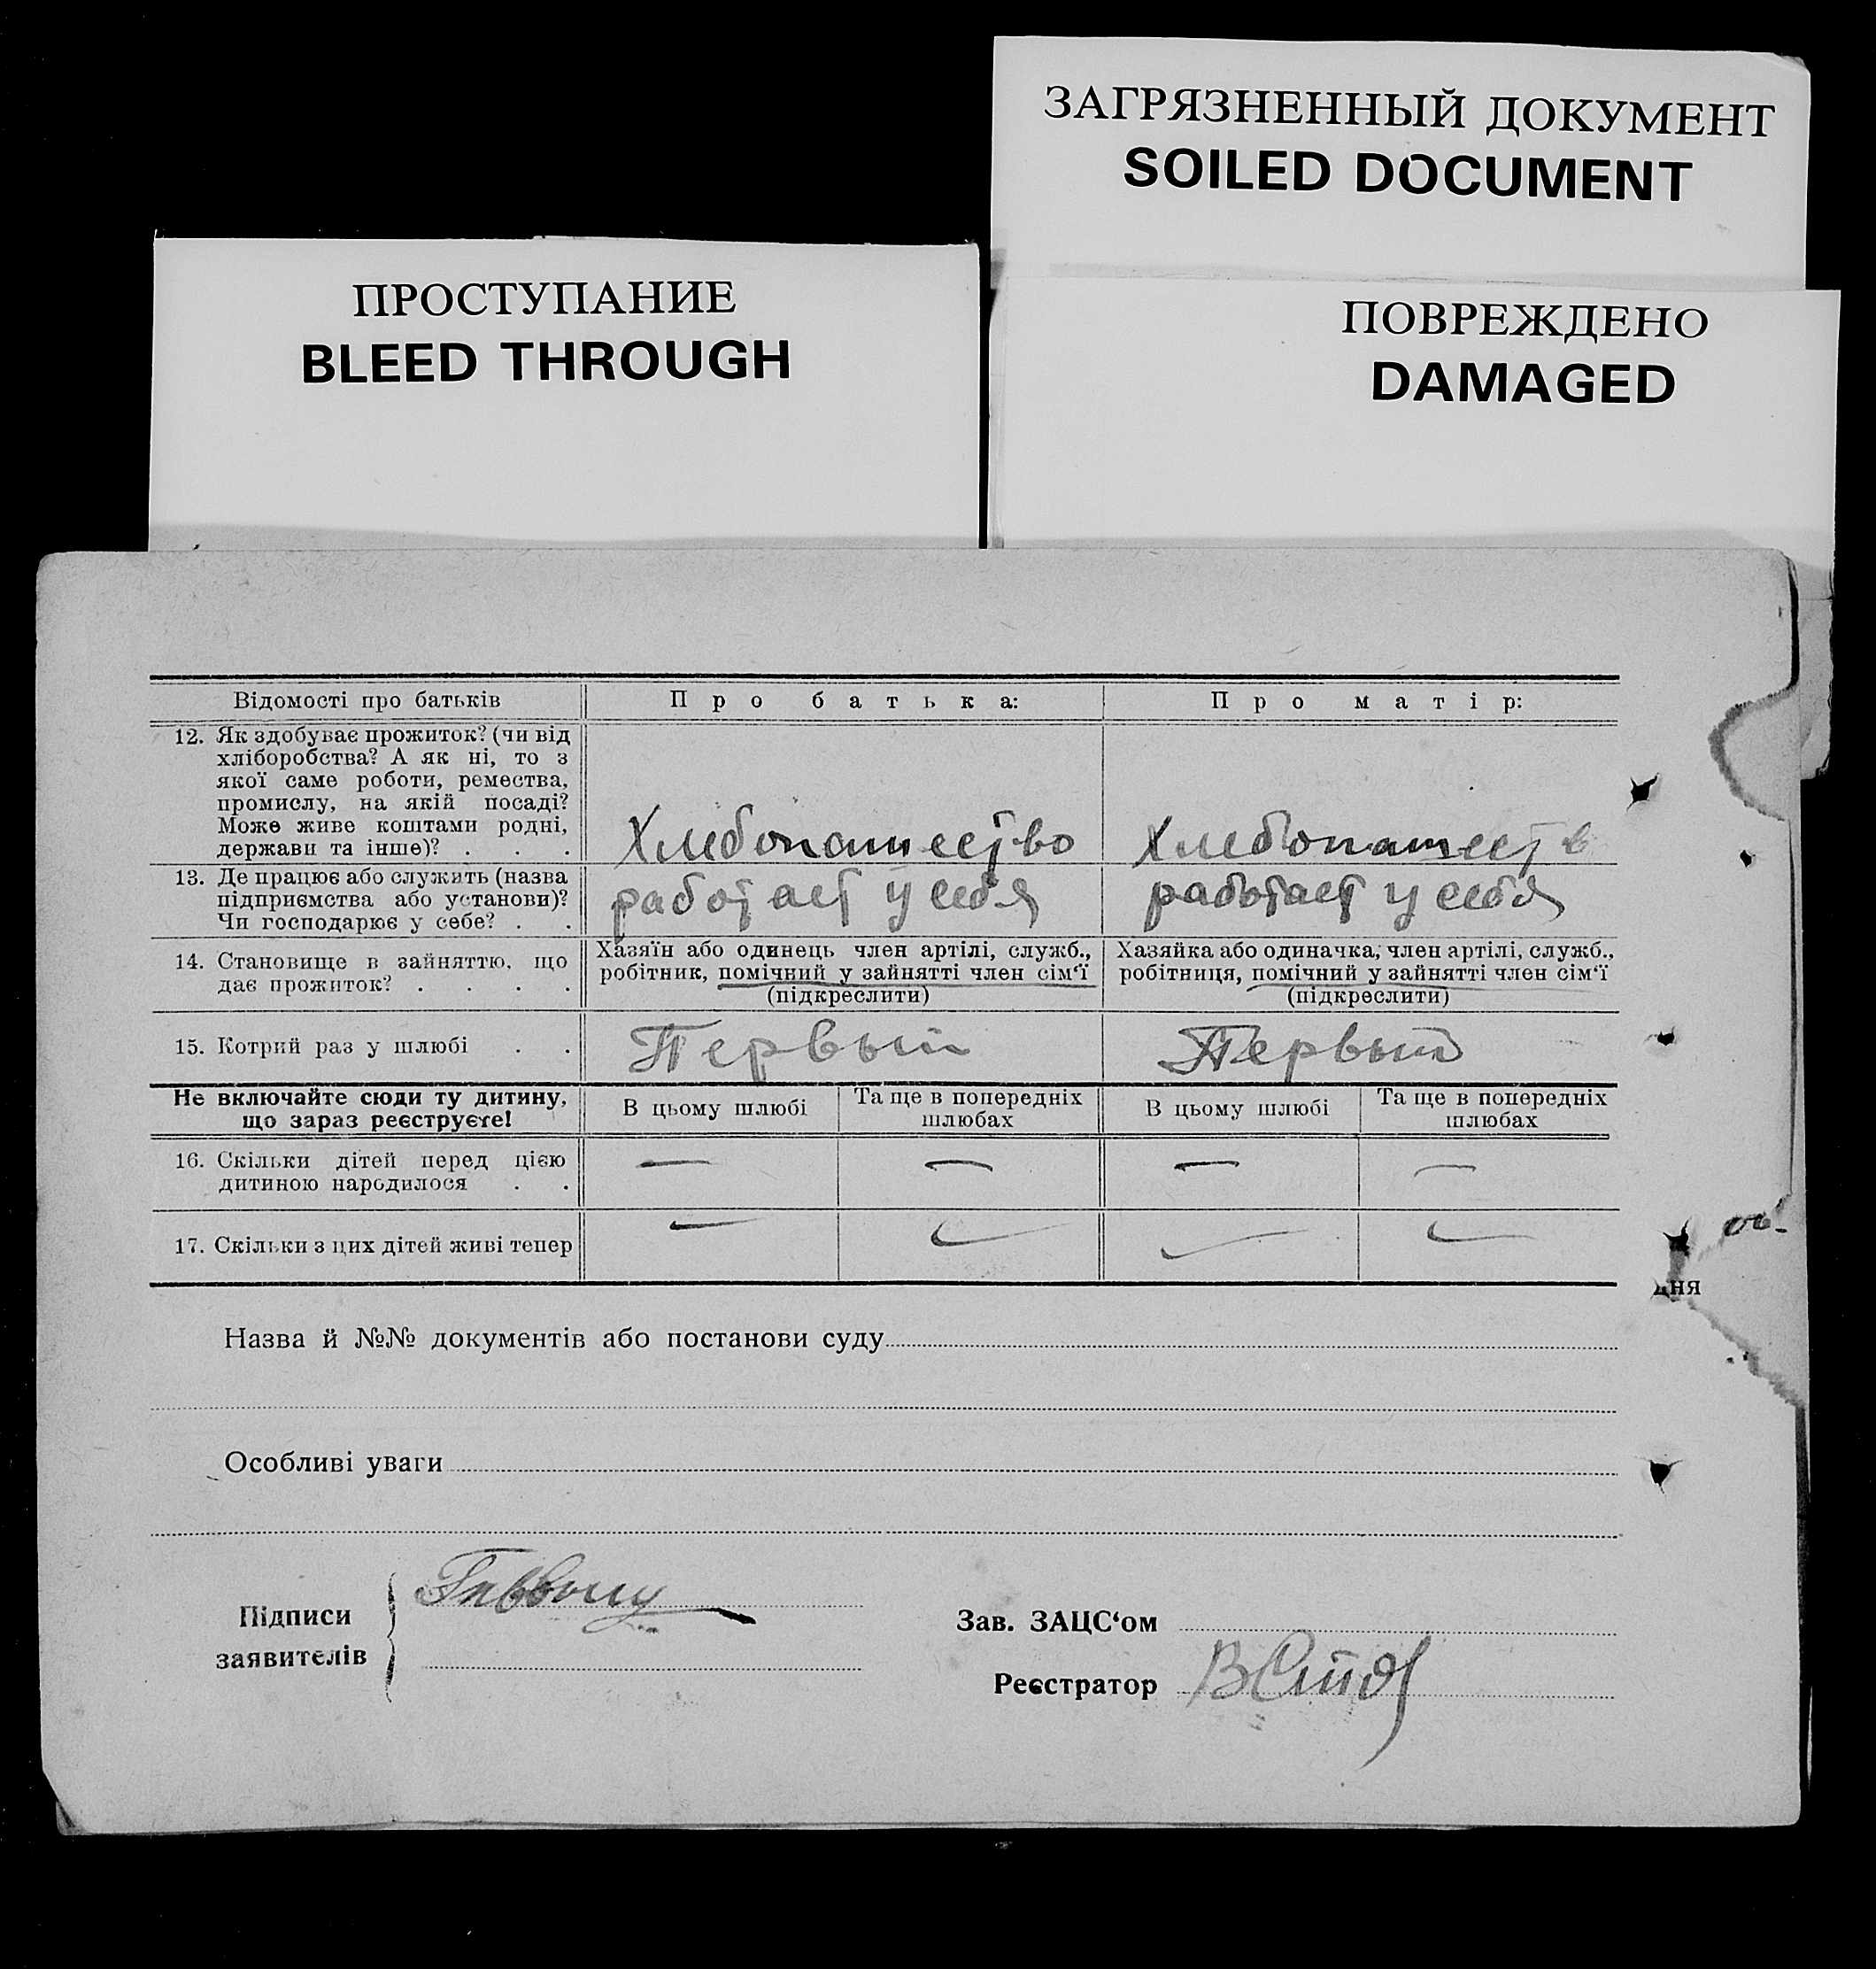 ЗАГРЯЗНЕННЫЙ ДОКУМЕНТ
SOILED DOCUMENT
ПРОСТУПАНИЕ
BLEED THROUGH
ПОВРЕЖДЕНО
DAMAGED
Відомості про батьків
Про батька:
Про матір:
12. Як здобуває прожиток? (чи від
хліборобства? А як ні, то з
якої саме роботи, ремества,
промислу, на якій посаді?
Може живе коштами родні,
держави та інше)? . . .
Хлебопашество
Хлебопашеств
13. Де працює або служить (назва
підприємства або установи)?
Чи господарює у себе? . .
работает у себя
работает у себя
14. Становище в зайняттю, що
дає прожиток? . . . .
Хазяїн або одинець член артілі, служб.,
робітник, помічний у зайнятті член сім‘ї
(підкреслити)
Хазяйка або одиначка, член артілі, служб.,
робітниця, помічний у зайнятті член сім‘ї
(підкреслити)
15. Котрий раз у шлюбі . .
Первый
Первый
Не включайте сюди ту дитину,
що зараз реєструєте!
В цьому шлюбі
Та ще в попередніх
шлюбах
В цьому шлюбі
Та ще в попередніх
шлюбах
16. Скільки дітей перед цією
дитиною народилося . .
— — — —
17. Скільки з цих дітей живі тепер
— — — —
дня
Назва й №№ документів або постанови суду
Особливі уваги
Підписи
заявителів
Зав. ЗАЦС‘ом
Реєстратор